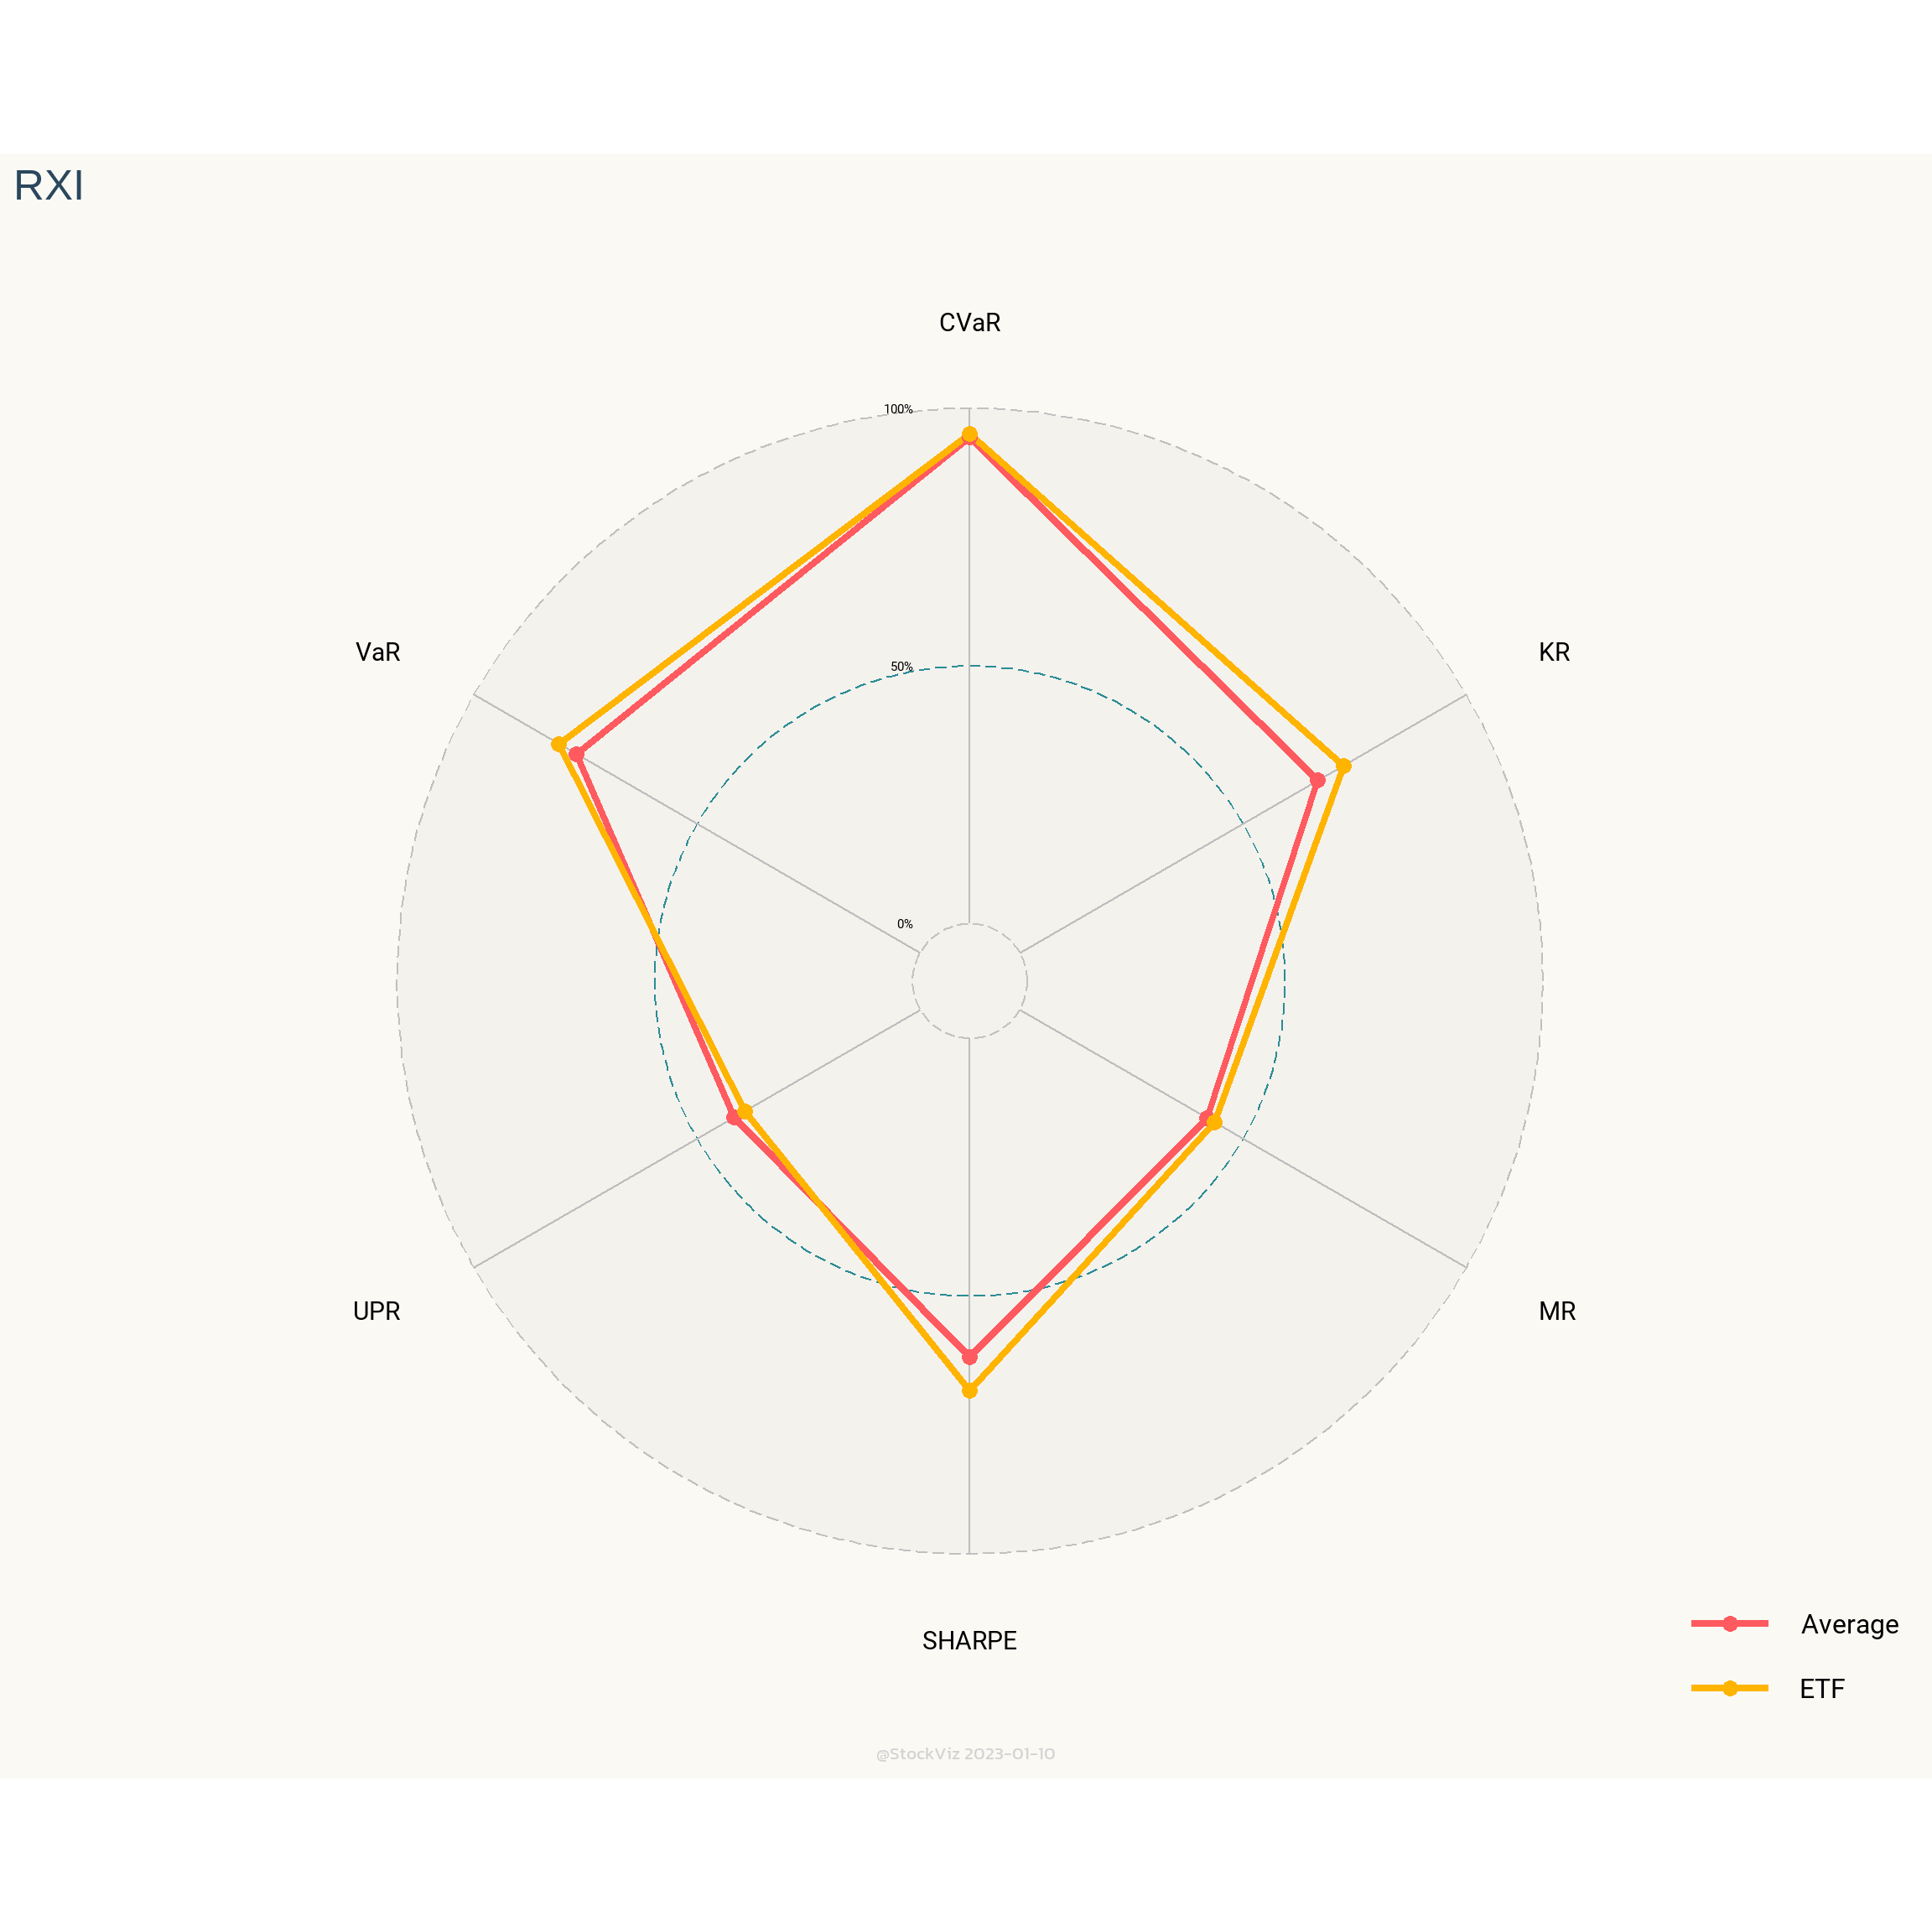 RXI
CVaR
100%
KR
VaR
50%
0%
UPR
MR
SHARPE
Average
ETF
@StockViz 2023-01-10